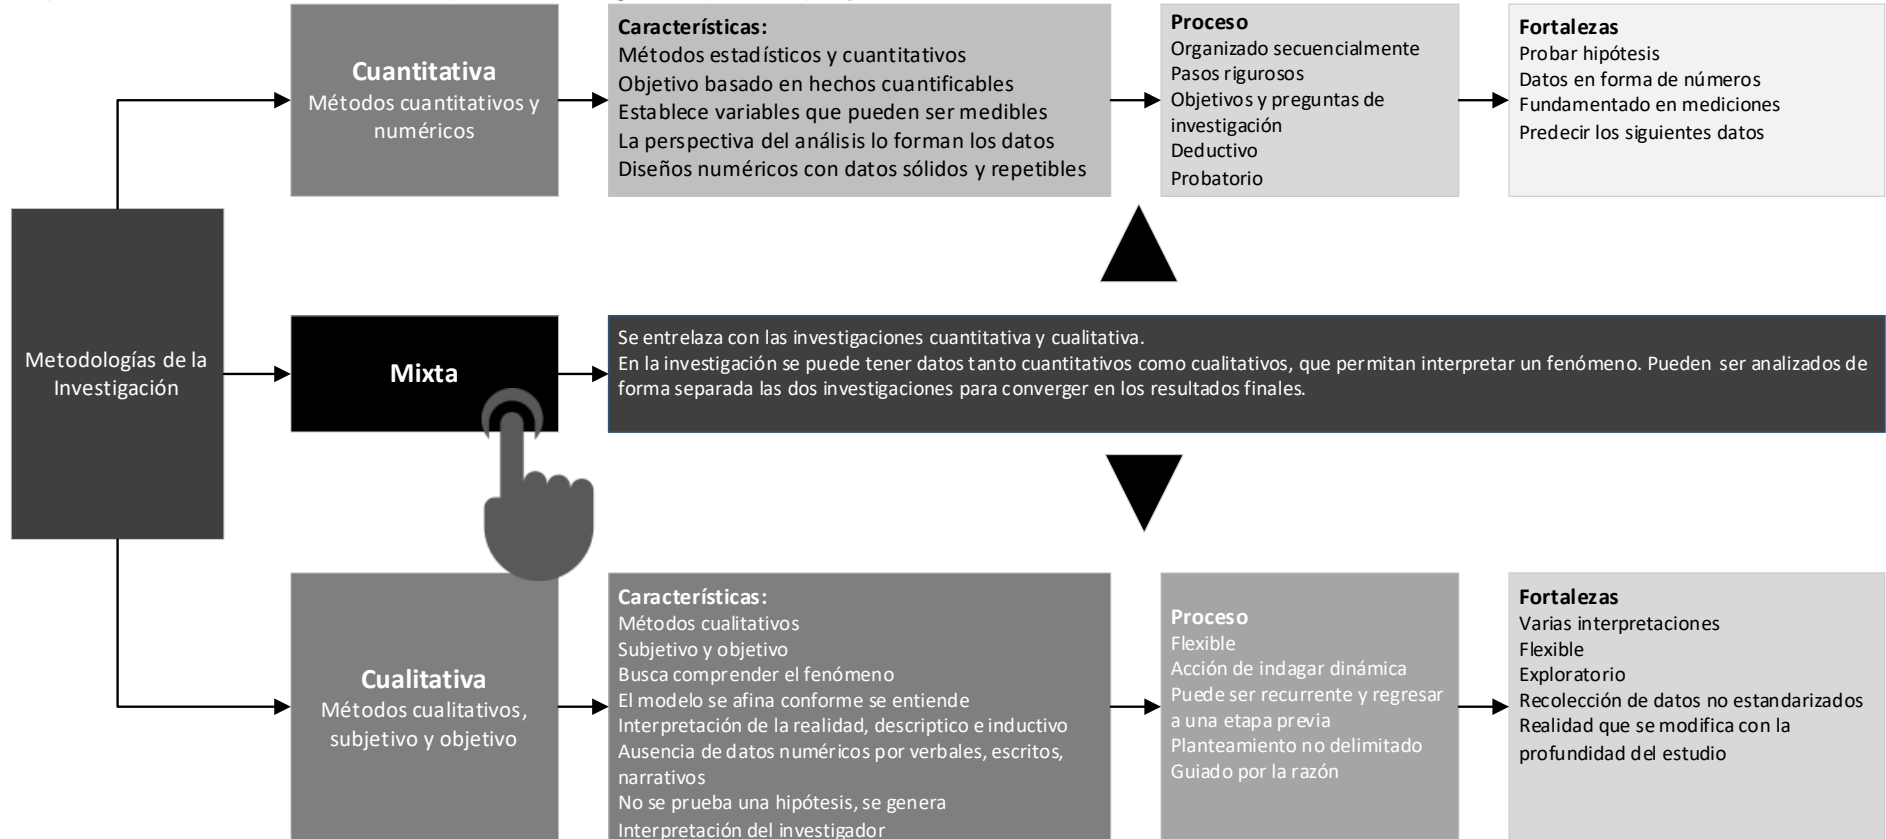 Metodologías de la
Investigación
Cuantitativa
Métodos cuantitativos y
numéricos
Características:
Métodos estadísticos y cuantitativos
Objetivo basado en hechos cuantificables
Establece variables que pueden ser medibles
La perspectiva del análisis lo forman los datos
Diseños numéricos con datos sólidos y repetibles
Proceso
Organizado secuencialmente
Pasos rigurosos
Objetivos y preguntas de
investigación
Deductivo
Probatorio
Fortalezas
Probar hipótesis
Datos en forma de números
Fundamentado en mediciones
Predecir los siguientes datos
Mixta
Se entrelaza con las investigaciones cuantitativa y cualitativa.
En la investigación se puede tener datos tanto cuantitativos como cualitativos, que permitan interpretar un fenómeno. Pueden ser analizados de
forma separada las dos investigaciones para converger en los resultados finales.
Cualitativa
Métodos cualitativos,
subjetivo y objetivo
Características:
Métodos cualitativos
Subjetivo y objetivo
Busca comprender el fenómeno
El modelo se afina conforme se entiende
Interpretación de la realidad, descriptico e inductivo
Ausencia de datos numéricos por verbales, escritos,
narrativos
No se prueba una hipótesis, se genera
Interpretación del investigador
Proceso
Flexible
Acción de indagar dinámica
Puede ser recurrente y regresar
a una etapa previa
Planteamiento no delimitado
Guiado por la razón
Fortalezas
Varias interpretaciones
Flexible
Exploratorio
Recolección de datos no estandarizados
Realidad que se modifica con la
profundidad del estudio